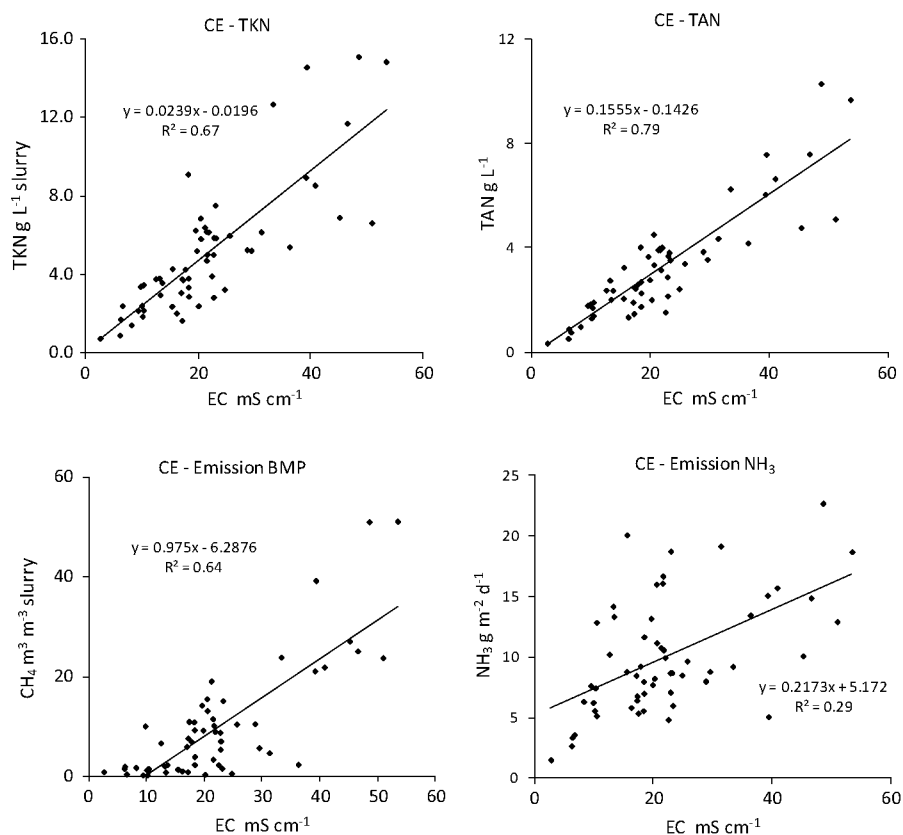 CE - TKN
16.0
12.0
8.0
4.0
0.0
TKN g L⁻¹ slurry
y = 0.0239x - 0.0196
R² = 0.67
0 20 40 60
EC mS cm⁻¹
CE - TAN
12
8
4
0
TAN g L⁻¹
y = 0.1555x - 0.1426
R² = 0.79
0 20 40 60
EC mS cm⁻¹
CE - Emission BMP
60
40
20
0
CH₄ m³ m⁻³ slurry
y = 0.975x - 6.2876
R² = 0.64
0 10 20 30 40 50 60
EC mS cm⁻¹
CE - Emission NH₃
25
20
15
10
5
0
NH₃ g m⁻² d⁻¹
y = 0.2173x + 5.172
R² = 0.29
0 20 40 60
EC mS cm⁻¹